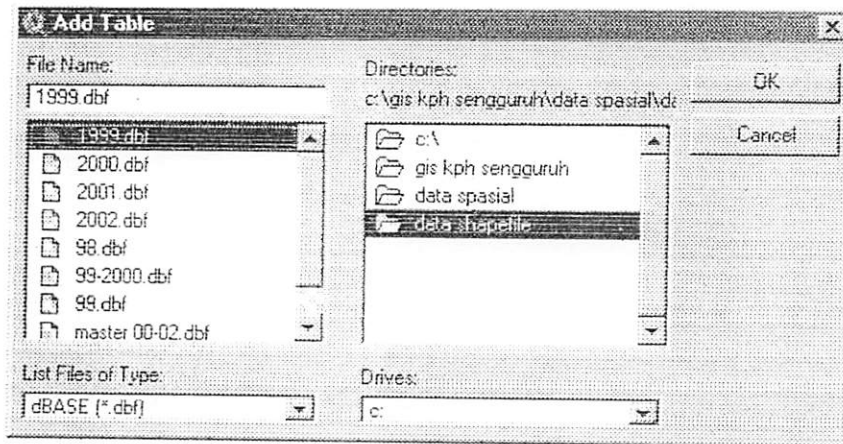 Add Table
File Name:
1999.dbf
1999.dbf
2000.dbf
2001.dbf
2002.dbf
98.dbf
99-2000.dbf
99.dbf
master 00-02.dbf
List Files of Type:
dBASE (*.dbf)
Directories:
c:\gis kph sengguruh\data spasial\da
c:\
gis kph sengguruh
data spasial
data shapefile
Drives:
c:
OK
Cancel